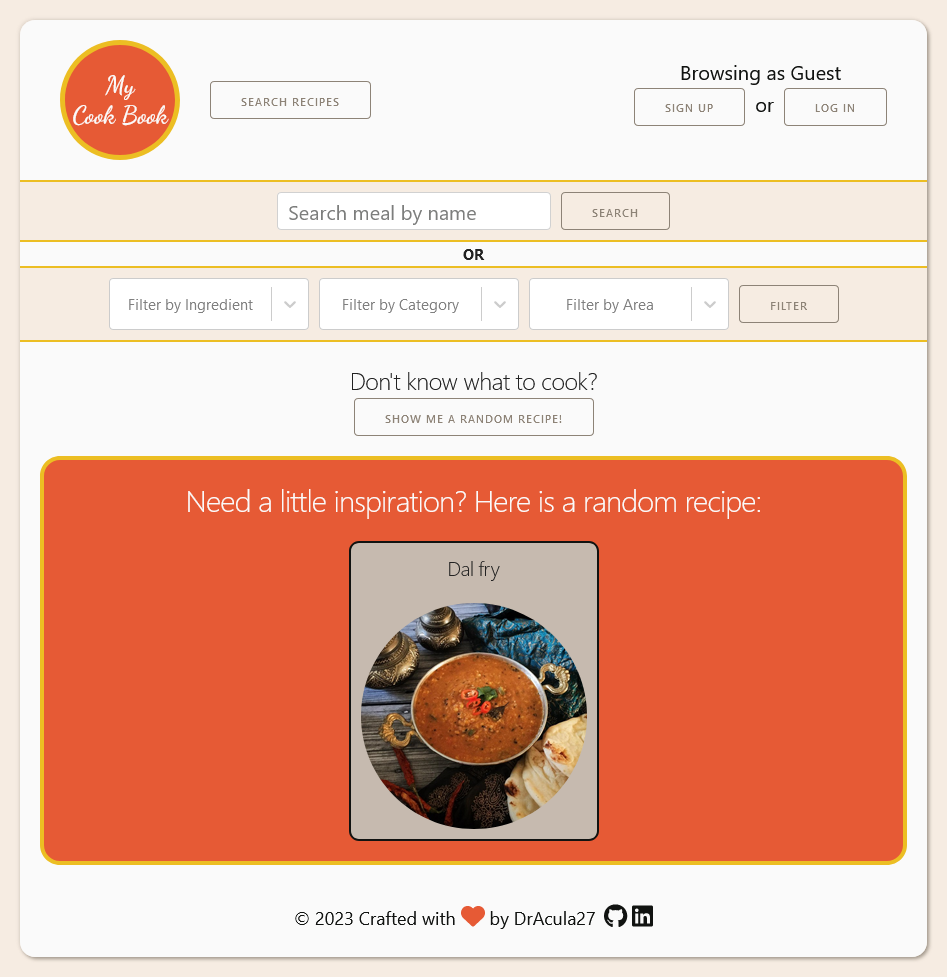 My
Cook Book
SEARCH RECIPES
Browsing as Guest
SIGN UP or LOG IN
Search meal by name SEARCH
OR
Filter by Ingredient Filter by Category Filter by Area FILTER
Don't know what to cook?
SHOW ME A RANDOM RECIPE!
Need a little inspiration? Here is a random recipe:
Dal fry
© 2023 Crafted with by DrAcula27